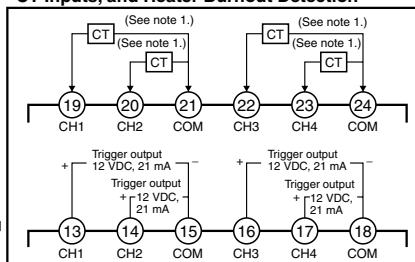 CT Inputs, and Heater Burnout Detection
(See note 1.)
CT
(See note 1.)
CT
(See note 1.)
CT
(See note 1.)
CT
19 20 21 22 23 24
CH1 CH2 COM CH3 CH4 COM
Trigger output
+ 12 VDC, 21 mA −
Trigger output
+ 12 VDC, −
21 mA
Trigger output
+ 12 VDC, 21 mA −
Trigger output
+ 12 VDC, −
21 mA
13 14 15 16 17 18
CH1 CH2 COM CH3 CH4 COM